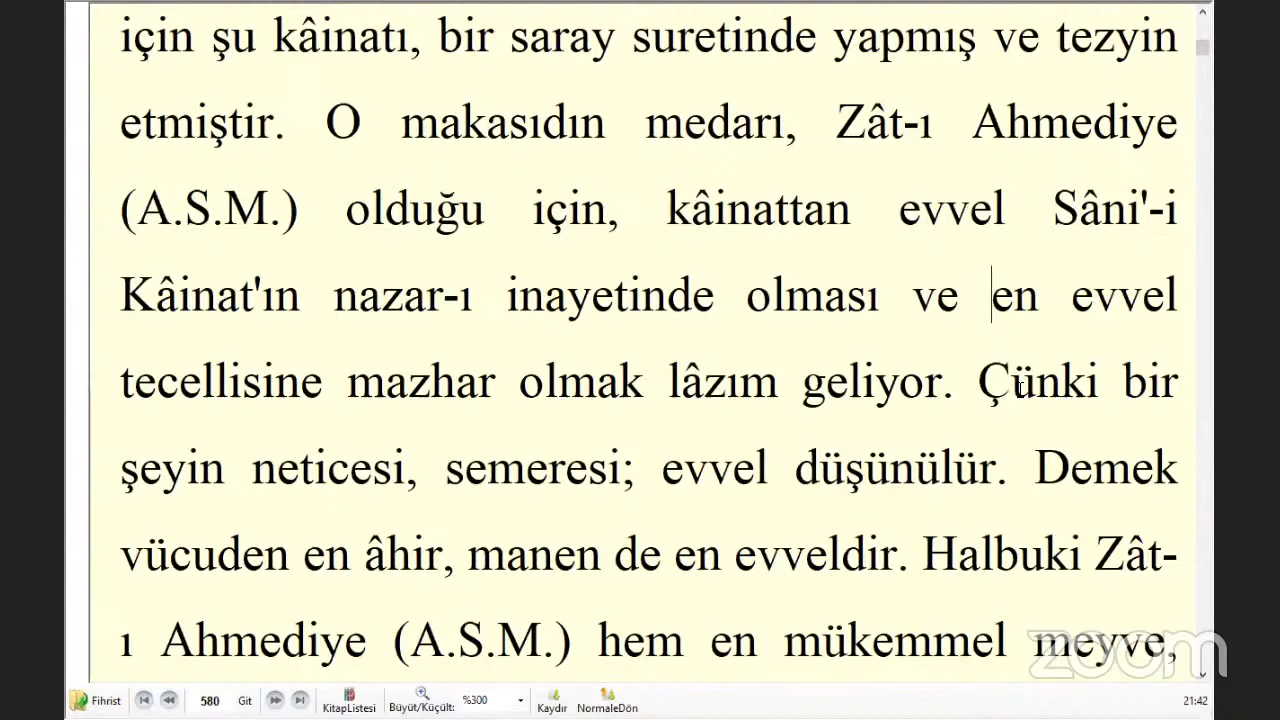 için şu kâinatı, bir saray suretinde yapmış ve tezyin
etmiştir. O makasıdın medarı, Zât-ı Ahmediye
(A.S.M.) olduğu için, kâinattan evvel Sâni'-i
Kâinat'ın nazar-ı inayetinde olması ve en evvel
tecellisine mazhar olmak lâzım geliyor. Çünki bir
şeyin neticesi, semeresi; evvel düşünülür. Demek
vücuden en âhir, manen de en evveldir. Halbuki Zât-
ı Ahmediye (A.S.M.) hem en mükemmel meyve,
zoom
Fihrist 580 Git KitapListesi Büyüt/Küçült: %300 Kaydır NormaleDön 21:42